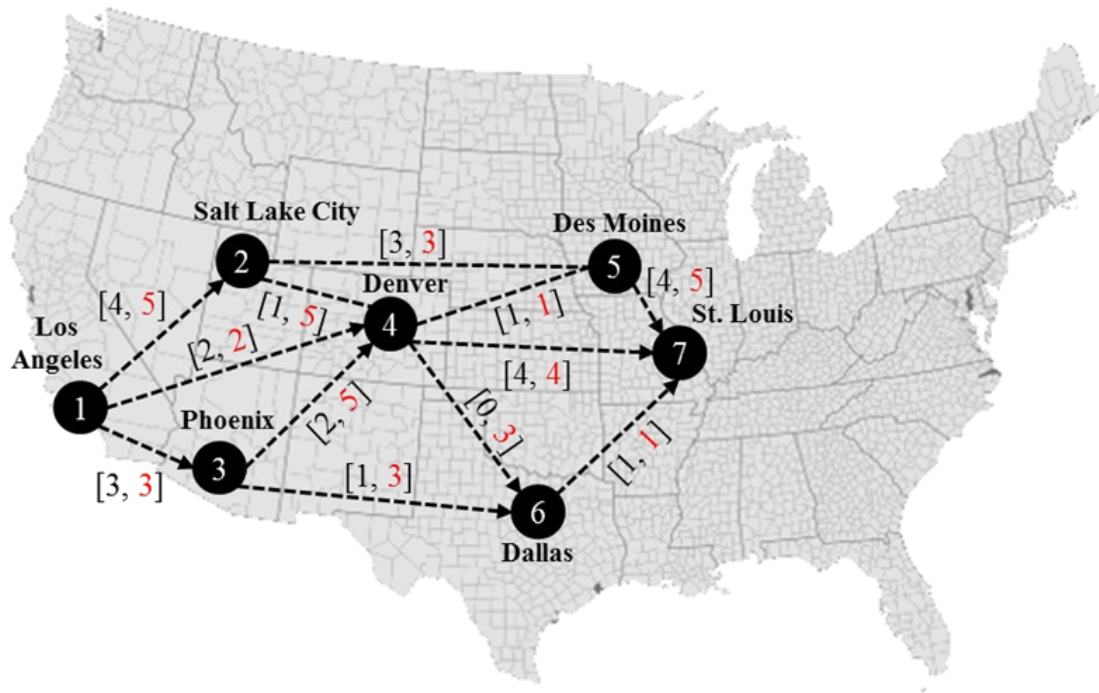 Salt Lake City
Des Moines
[3, 3]
2
5
Denver
[4, 5]
[1, 5]
[4, 5]
[1, 1]
St. Louis
Los
Angeles
[2, 2]
4
7
[4, 4]
1
Phoenix
[2, 5]
[0, 3]
3
[1, 3]
[1, 1]
[3, 3]
6
Dallas